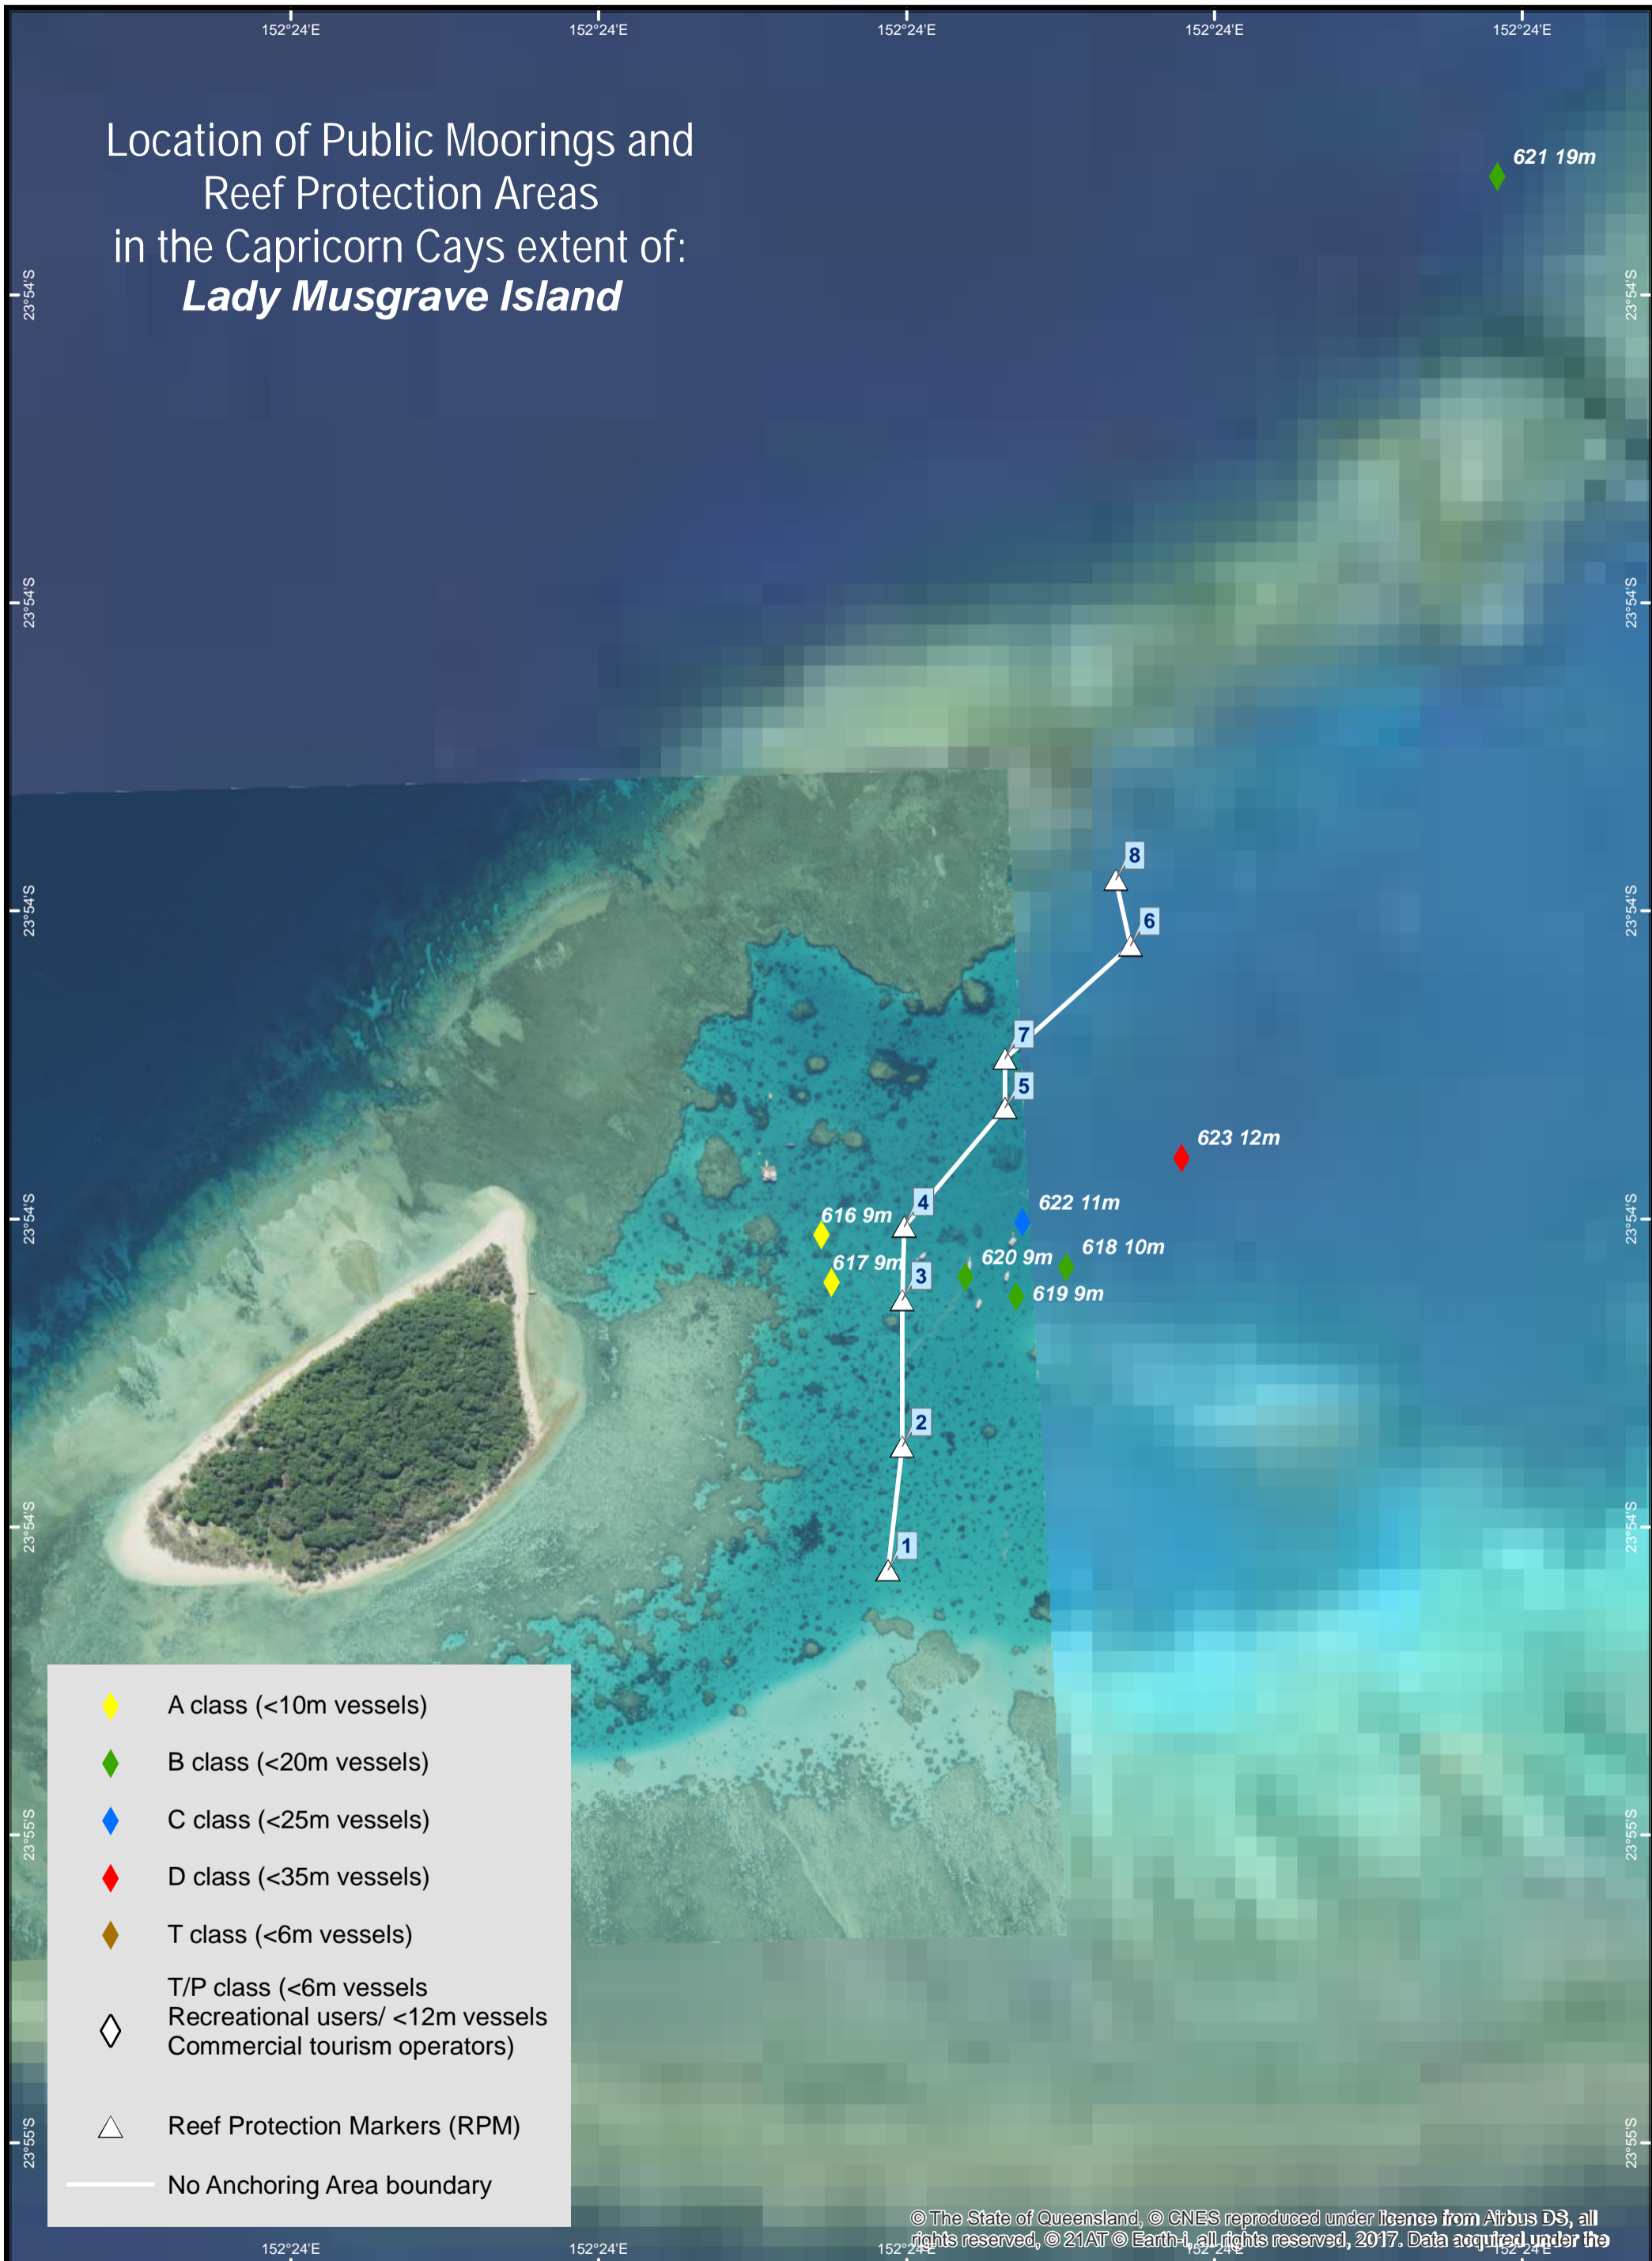 152°24'E 152°24'E 152°24'E 152°24'E 152°24'E
Location of Public Moorings and
Reef Protection Areas
in the Capricorn Cays extent of:
Lady Musgrave Island
621 19m
23°54'S 23°54'S
23°54'S 23°54'S
8
23°54'S 23°54'S
6
7
5
623 12m
4
622 11m
616 9m
23°54'S 23°54'S
618 10m
620 9m
617 9m
3
619 9m
2
23°54'S 23°54'S
1
A class (<10m vessels)
B class (<20m vessels)
C class (<25m vessels)
23°55'S 23°55'S
D class (<35m vessels)
T class (<6m vessels)
T/P class (<6m vessels
Recreational users/ <12m vessels
Commercial tourism operators)
Reef Protection Markers (RPM)
23°55'S 23°55'S
No Anchoring Area boundary
© The State of Queensland, © CNES reproduced under licence from Airbus DS, all
rights reserved, © 21AT © Earth-i, all rights reserved, 2017. Data acquired under the
152°24'E 152°24'E 152°24'E 152°24'E 152°24'E